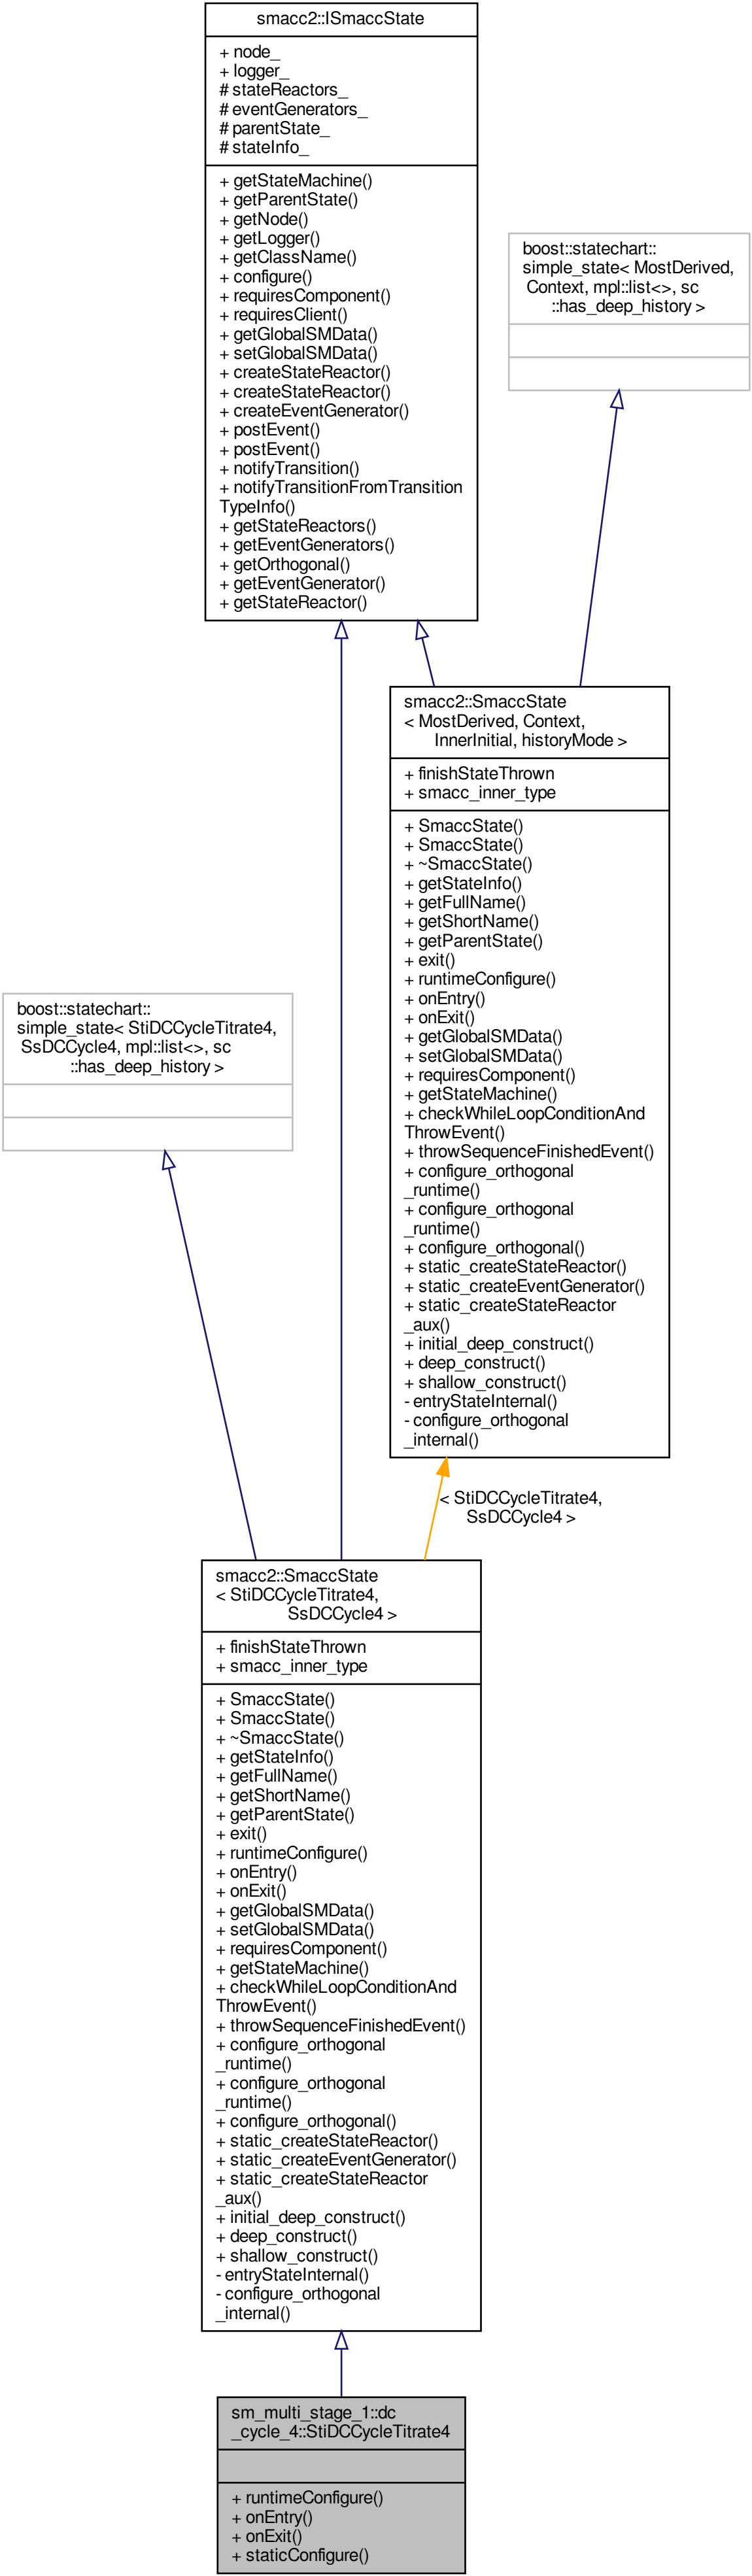 smacc2::ISmaccState
+ node_
+ logger_
# stateReactors_
# eventGenerators_
# parentState_
# stateInfo_
+ getStateMachine()
+ getParentState()
+ getNode()
+ getLogger()
+ getClassName()
+ configure()
+ requiresComponent()
+ requiresClient()
+ getGlobalSMData()
+ setGlobalSMData()
+ createStateReactor()
+ createStateReactor()
+ createEventGenerator()
+ postEvent()
+ postEvent()
+ notifyTransition()
+ notifyTransitionFromTransition
TypeInfo()
+ getStateReactors()
+ getEventGenerators()
+ getOrthogonal()
+ getEventGenerator()
+ getStateReactor()
boost::statechart::
simple_state< MostDerived,
Context, mpl::list<>, sc
::has_deep_history >
smacc2::SmaccState
< MostDerived, Context,
InnerInitial, historyMode >
+ finishStateThrown
+ smacc_inner_type
+ SmaccState()
+ SmaccState()
+ ~SmaccState()
+ getStateInfo()
+ getFullName()
+ getShortName()
+ getParentState()
+ exit()
+ runtimeConfigure()
+ onEntry()
+ onExit()
+ getGlobalSMData()
+ setGlobalSMData()
+ requiresComponent()
+ getStateMachine()
+ checkWhileLoopConditionAnd
ThrowEvent()
+ throwSequenceFinishedEvent()
+ configure_orthogonal
_runtime()
+ configure_orthogonal
_runtime()
+ configure_orthogonal()
+ static_createStateReactor()
+ static_createEventGenerator()
+ static_createStateReactor
_aux()
+ initial_deep_construct()
+ deep_construct()
+ shallow_construct()
- entryStateInternal()
- configure_orthogonal
_internal()
boost::statechart::
simple_state< StiDCCycleTitrate4,
SsDCCycle4, mpl::list<>, sc
::has_deep_history >
< StiDCCycleTitrate4,
SsDCCycle4 >
smacc2::SmaccState
< StiDCCycleTitrate4,
SsDCCycle4 >
+ finishStateThrown
+ smacc_inner_type
+ SmaccState()
+ SmaccState()
+ ~SmaccState()
+ getStateInfo()
+ getFullName()
+ getShortName()
+ getParentState()
+ exit()
+ runtimeConfigure()
+ onEntry()
+ onExit()
+ getGlobalSMData()
+ setGlobalSMData()
+ requiresComponent()
+ getStateMachine()
+ checkWhileLoopConditionAnd
ThrowEvent()
+ throwSequenceFinishedEvent()
+ configure_orthogonal
_runtime()
+ configure_orthogonal
_runtime()
+ configure_orthogonal()
+ static_createStateReactor()
+ static_createEventGenerator()
+ static_createStateReactor
_aux()
+ initial_deep_construct()
+ deep_construct()
+ shallow_construct()
- entryStateInternal()
- configure_orthogonal
_internal()
sm_multi_stage_1::dc
_cycle_4::StiDCCycleTitrate4
+ runtimeConfigure()
+ onEntry()
+ onExit()
+ staticConfigure()